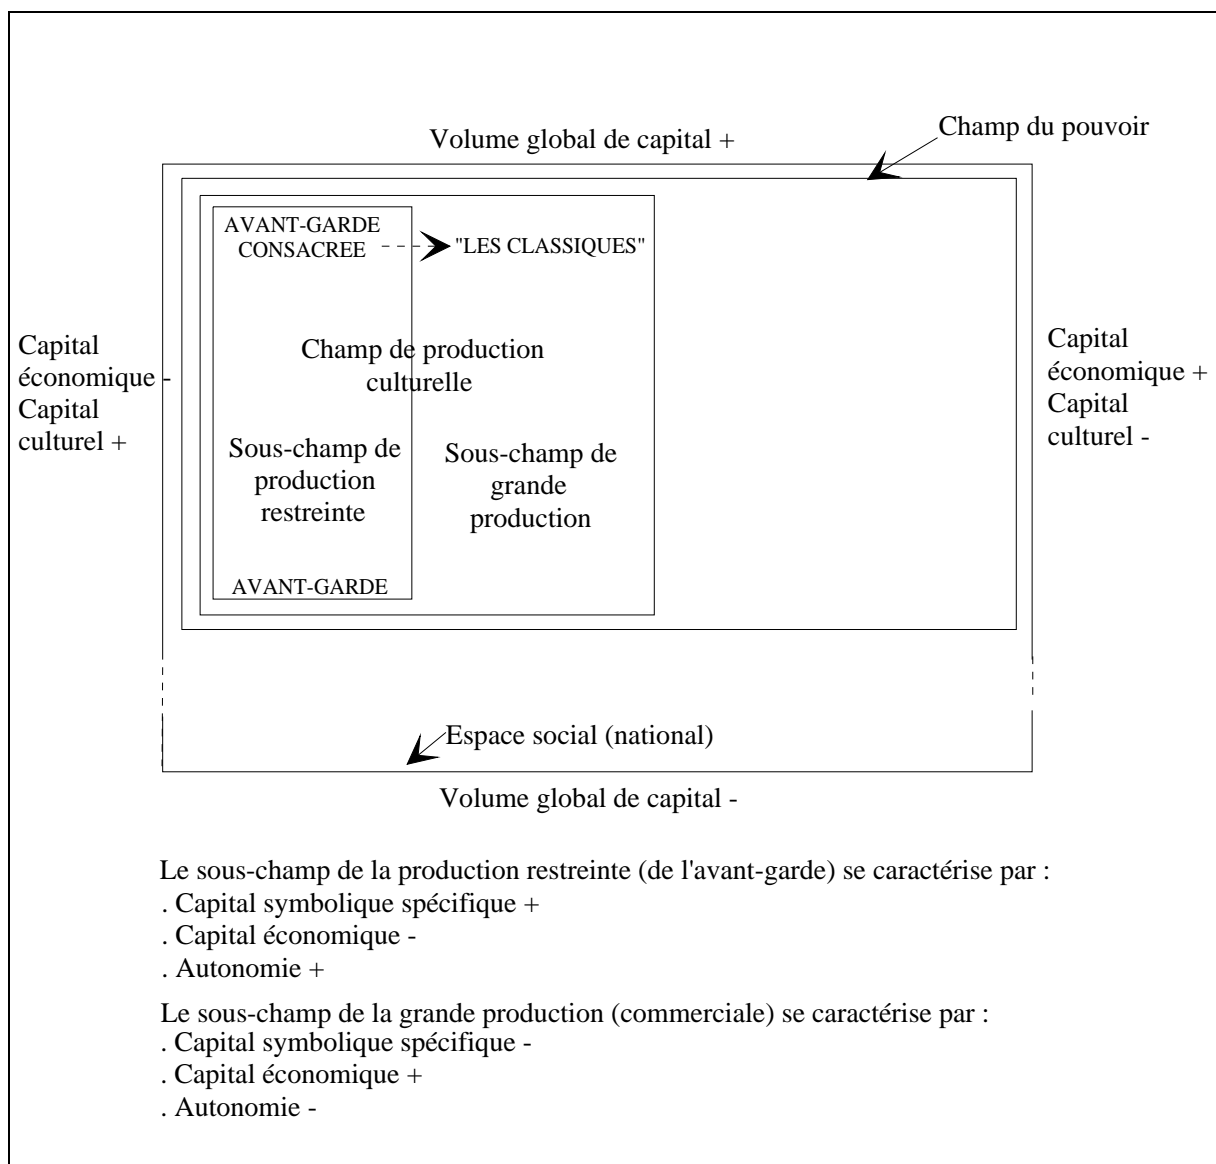 Champ du pouvoir
Volume global de capital +
AVANT-GARDE
CONSACREE
"LES CLASSIQUES"
Capital
économique -
Capital
culturel +
Champ de production
culturelle
Capital
économique +
Capital
culturel -
Sous-champ de
production
restreinte
Sous-champ de
grande
production
AVANT-GARDE
Espace social (national)
Volume global de capital -
Le sous-champ de la production restreinte (de l'avant-garde) se caractérise par :
. Capital symbolique spécifique +
. Capital économique -
. Autonomie +
Le sous-champ de la grande production (commerciale) se caractérise par :
. Capital symbolique spécifique -
. Capital économique +
. Autonomie -